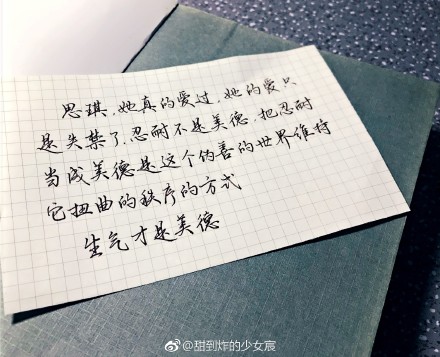 思琪，她真的爱过，她的爱只
是失禁了，忍耐不是美德，把忍耐
当成美德是这个伪善的世界维持
它扭曲的秩序的方式
生气才是美德
@甜到炸的少女宸